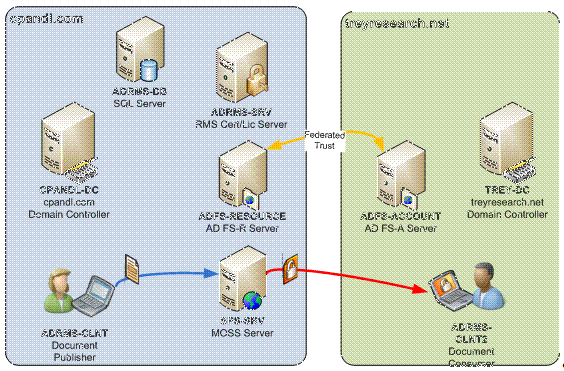 cpandl.com
treyresearch.net
ADRMS-DB
SQL Server
ADRMS-SRV
RMS Cert/Lic Server
Federated
Trust
CPANDL-DC
cpandl.com
Domain Controller
ADFS-RESOURCE
AD FS-R Server
ADFS-ACCOUNT
AD FS-A Server
TREY-DC
treyresearch.net
Domain Controller
ADRMS-CLNT
Document
Publisher
SPS-SRV
MOSS Server
ADRMS-
CLNT2
Document
Consumer